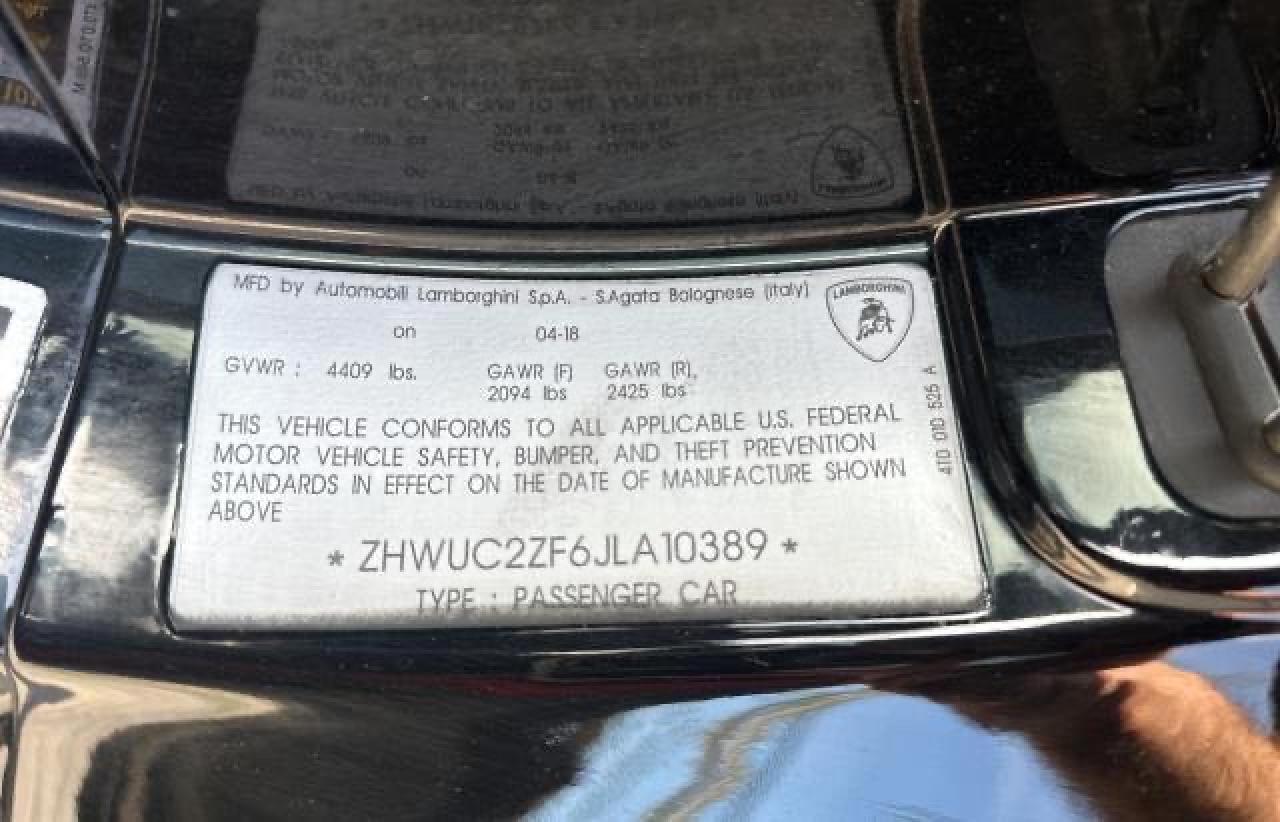 MFD by Automobili Lamborghini S.p.A. - S.Agata Bolognese (Italy)
LAMBORGHINI
on 04-18
GVWR : 4409 lbs. GAWR (F) GAWR (R),
2094 lbs 2425 lbs
THIS VEHICLE CONFORMS TO ALL APPLICABLE U.S. FEDERAL
MOTOR VEHICLE SAFETY, BUMPER, AND THEFT PREVENTION
STANDARDS IN EFFECT ON THE DATE OF MANUFACTURE SHOWN
ABOVE
* ZHWUC2ZF6JLA10389 *
TYPE : PASSENGER CAR
4T0 010 525 A